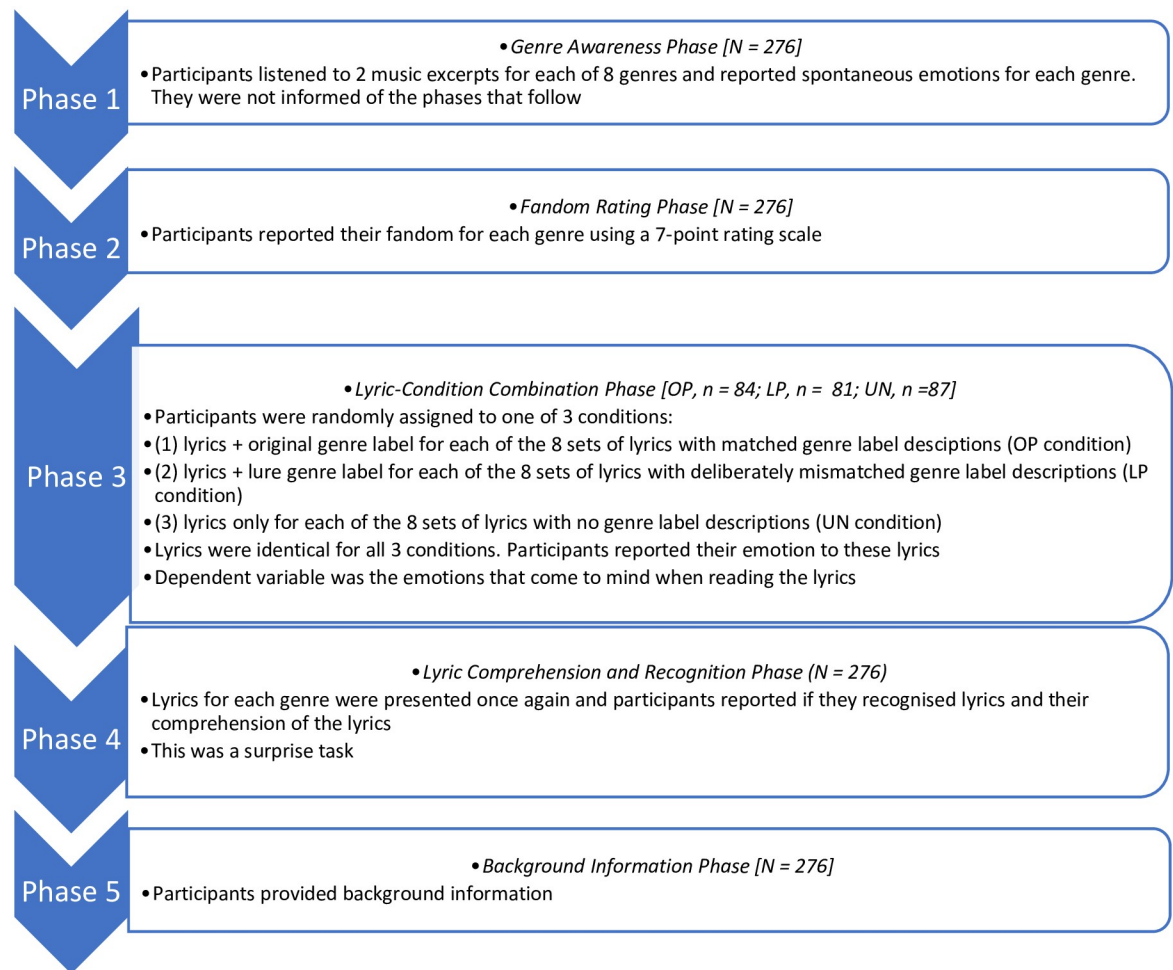 Phase 1
•Genre Awareness Phase [N = 276]
•Participants listened to 2 music excerpts for each of 8 genres and reported spontaneous emotions for each genre.
They were not informed of the phases that follow
Phase 2
•Fandom Rating Phase [N = 276]
•Participants reported their fandom for each genre using a 7-point rating scale
Phase 3
•Lyric-Condition Combination Phase [OP, n = 84; LP, n = 81; UN, n =87]
•Participants were randomly assigned to one of 3 conditions:
•(1) lyrics + original genre label for each of the 8 sets of lyrics with matched genre label desciptions (OP condition)
•(2) lyrics + lure genre label for each of the 8 sets of lyrics with deliberately mismatched genre label descriptions (LP
condition)
•(3) lyrics only for each of the 8 sets of lyrics with no genre label descriptions (UN condition)
•Lyrics were identical for all 3 conditions. Participants reported their emotion to these lyrics
•Dependent variable was the emotions that come to mind when reading the lyrics
Phase 4
•Lyric Comprehension and Recognition Phase (N = 276)
•Lyrics for each genre were presented once again and participants reported if they recognised lyrics and their
comprehension of the lyrics
•This was a surprise task
Phase 5
•Background Information Phase [N = 276]
•Participants provided background information